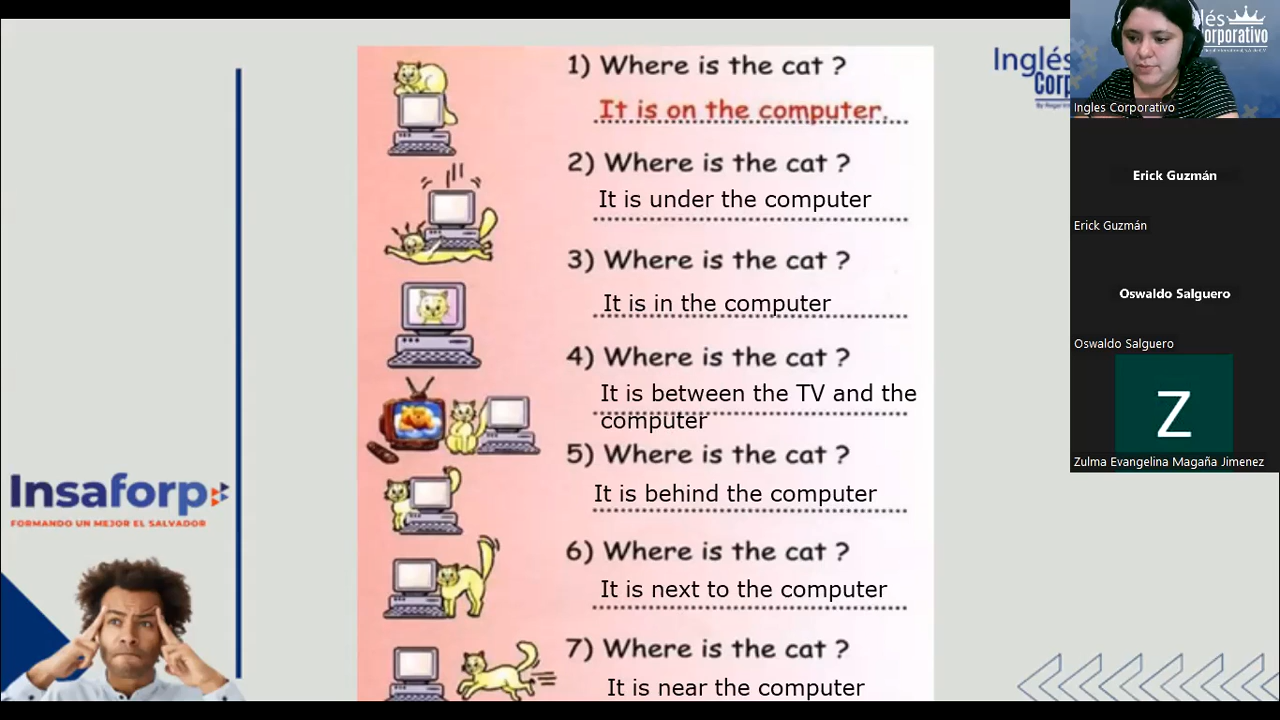 1) Where is the cat ?
It is on the computer.
2) Where is the cat ?
It is under the computer
3) Where is the cat ?
It is in the computer
4) Where is the cat ?
It is between the TV and the
computer
5) Where is the cat ?
It is behind the computer
6) Where is the cat ?
It is next to the computer
7) Where is the cat ?
It is near the computer
Insaforp
FORMANDO UN MEJOR EL SALVADOR
Inglés
Corp
lés
orporativo
Ingles Corporativo
Erick Guzmán
Erick Guzmán
Oswaldo Salguero
Oswaldo Salguero
Z
Zulma Evangelina Magaña Jimenez